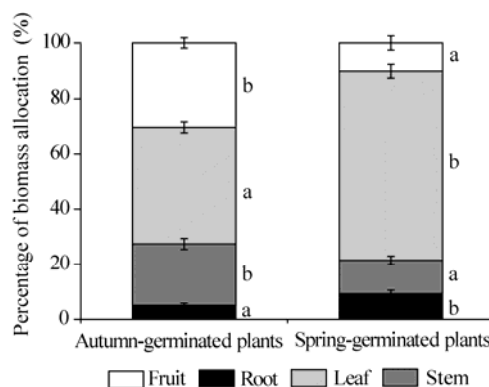 Percentage of biomass allocation (%)
100
80
60
40
20
0
b
a
b
a
a
b
a
b
Autumn-germinated plants Spring-germinated plants
Fruit Root Leaf Stem